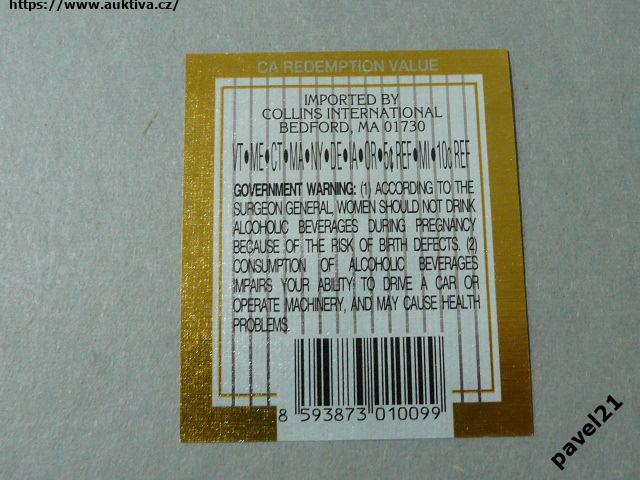 https://www.auktiva.cz/
CA REDEMPTION VALUE
IMPORTED BY
COLLINS INTERNATIONAL
BEDFORD, MA 01730
VT•ME•CT•MA•NY•DE•IA•OR•5¢ REF•MI•10¢ REF
GOVERNMENT WARNING: (1) ACCORDING TO THE
SURGEON GENERAL, WOMEN SHOULD NOT DRINK
ALCOHOLIC BEVERAGES DURING PREGNANCY
BECAUSE OF THE RISK OF BIRTH DEFECTS. (2)
CONSUMPTION OF ALCOHOLIC BEVERAGES
IMPAIRS YOUR ABILITY TO DRIVE A CAR OR
OPERATE MACHINERY, AND MAY CAUSE HEALTH
PROBLEMS.
8 593873 010099
pavel21